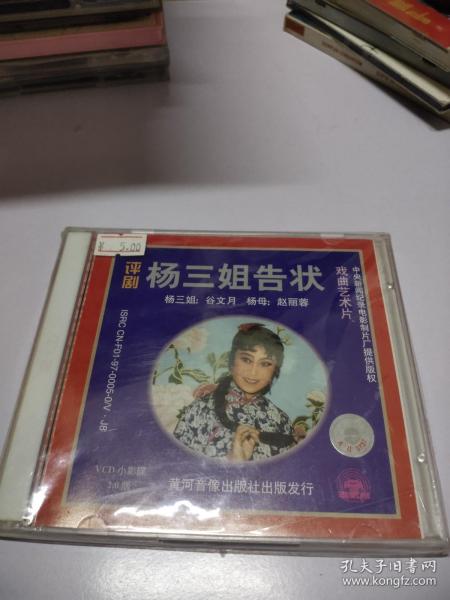 ¥ 5.00
评剧
杨三姐告状
杨三姐：谷文月 杨母：赵丽蓉
戏曲艺术片
中央新闻纪录电影制片厂提供版权
ISRC CN-F01-97-0005-0/V·J8
VCD小影碟
2.0版
黄河音像出版社出版发行
孔夫子旧书网
www.kongfz.com